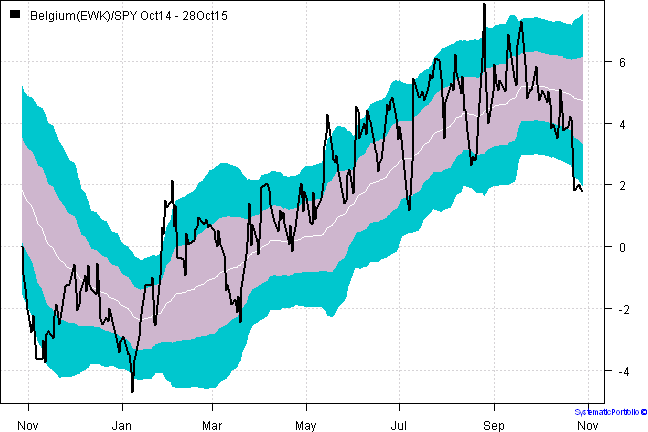 Belgium(EWK)/SPY Oct14 - 28Oct15
6
4
2
0
-2
-4
SystematicPortfolio ©
Nov Jan Mar May Jul Sep Nov